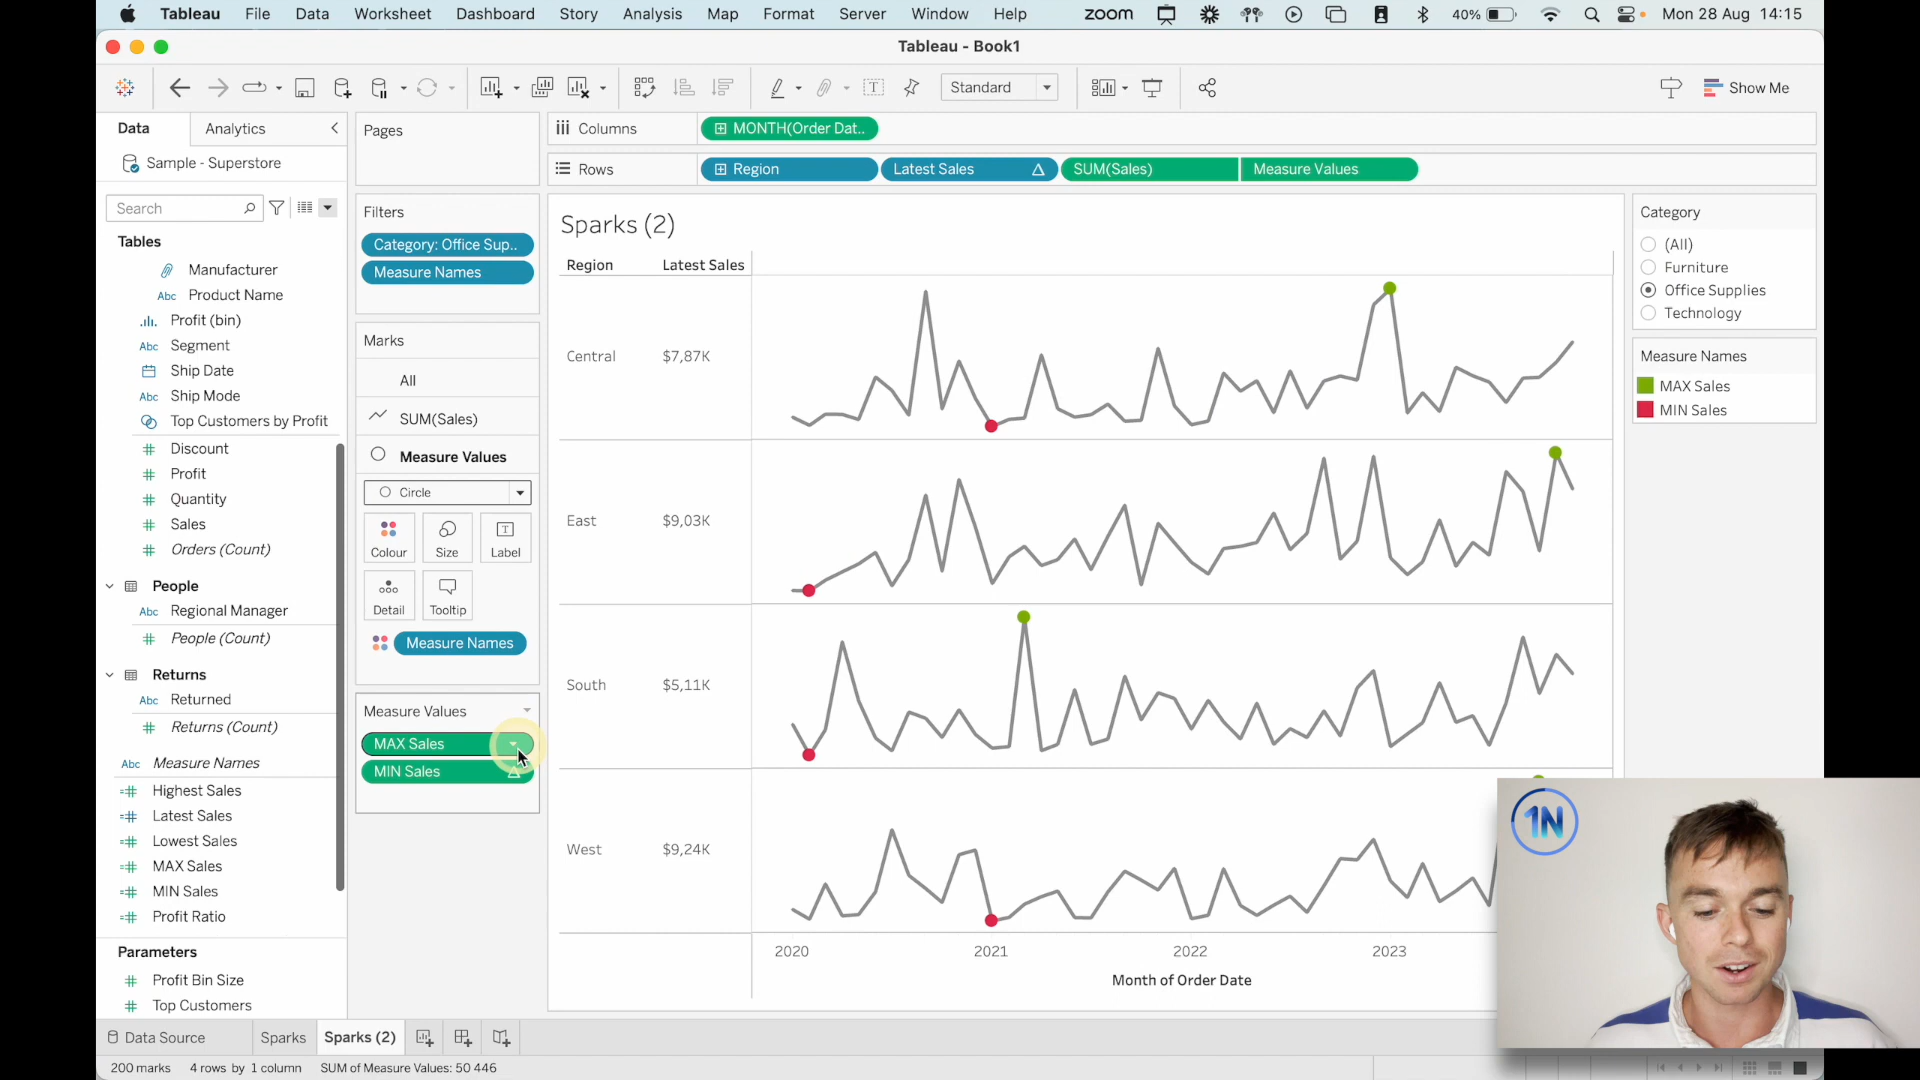 Tableau File Data Worksheet Dashboard Story Analysis Map Format Server Window Help zoom 40% Mon 28 Aug 14:15
Tableau - Book1
Standard Show Me
Data Analytics
Sample - Superstore
Search
Tables
Manufacturer
Abc Product Name
Profit (bin)
Abc Segment
Ship Date
Abc Ship Mode
Top Customers by Profit
Discount
Profit
Quantity
Sales
Orders (Count)
People
Abc Regional Manager
People (Count)
Returns
Abc Returned
Returns (Count)
Abc Measure Names
Highest Sales
Latest Sales
Lowest Sales
MAX Sales
MIN Sales
Profit Ratio
Parameters
Profit Bin Size
Top Customers
Pages
Filters
Category: Office Sup..
Measure Names
Marks
All
SUM(Sales)
Measure Values
Circle
Colour Size Label
Detail Tooltip
Measure Names
Measure Values
MAX Sales
MIN Sales
Columns MONTH(Order Dat..
Rows Region Latest Sales SUM(Sales) Measure Values
Sparks (2)
Region Latest Sales
Central $7,87K
East $9,03K
South $5,11K
West $9,24K
2020 2021 2022 2023
Month of Order Date
Category
(All)
Furniture
Office Supplies
Technology
Measure Names
MAX Sales
MIN Sales
1N
Data Source Sparks Sparks (2)
200 marks 4 rows by 1 column SUM of Measure Values: 50 446